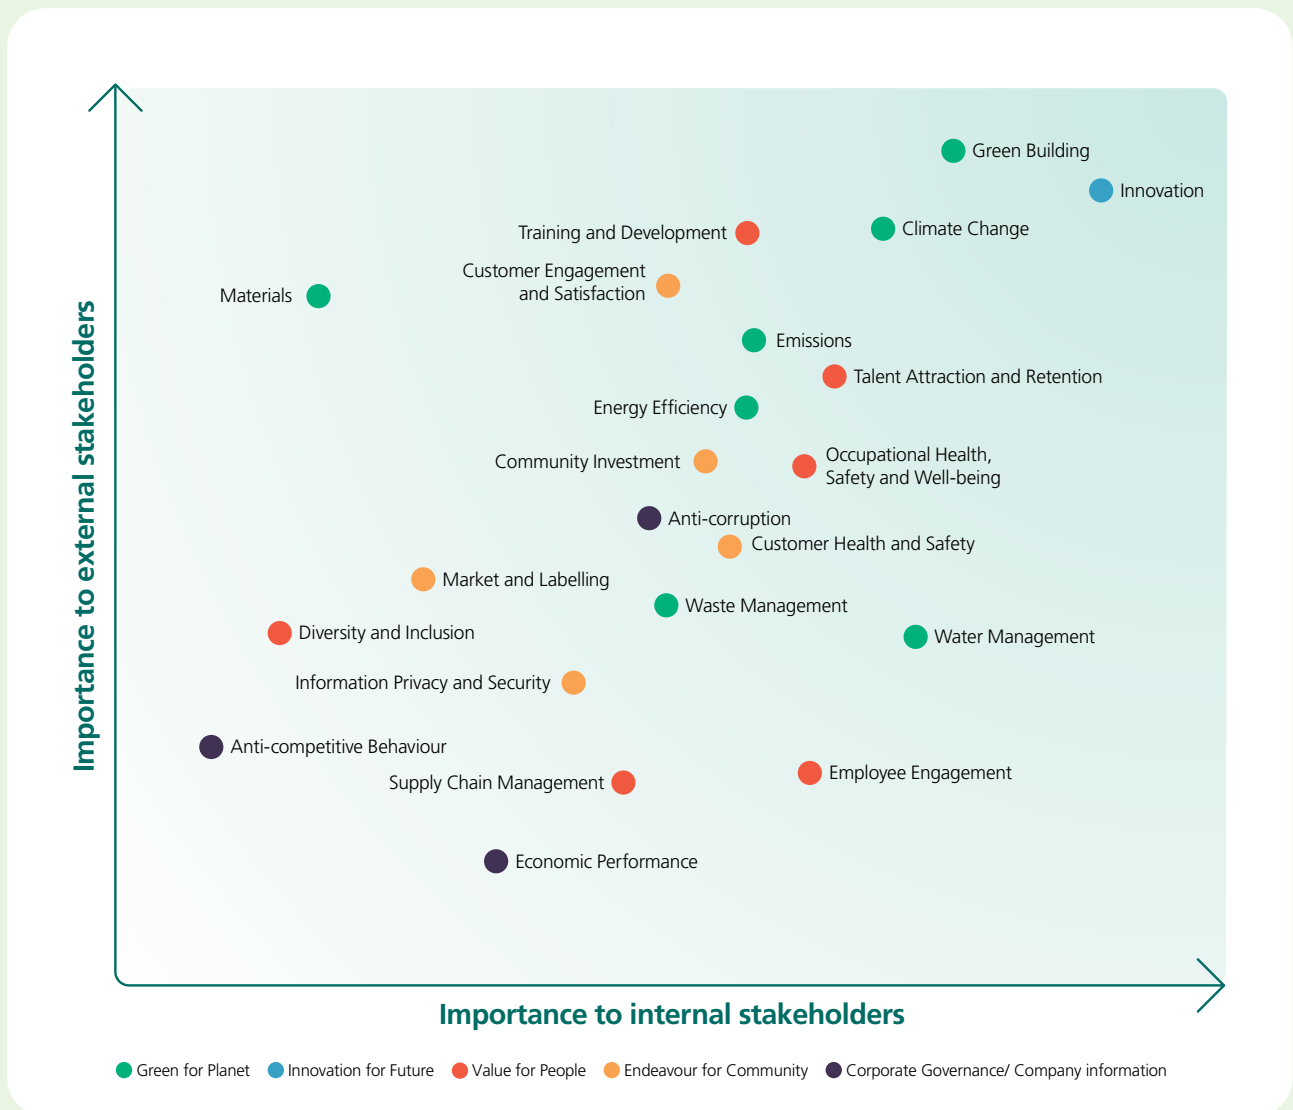 Green Building
Innovation
Climate Change
Training and Development
Customer Engagement
and Satisfaction
Materials
Emissions
Talent Attraction and Retention
Energy Efficiency
Community Investment
Occupational Health,
Safety and Well-being
Anti-corruption
Customer Health and Safety
Market and Labelling
Waste Management
Diversity and Inclusion
Water Management
Information Privacy and Security
Anti-competitive Behaviour
Employee Engagement
Supply Chain Management
Economic Performance
Importance to external stakeholders
Importance to internal stakeholders
Green for Planet
Innovation for Future
Value for People
Endeavour for Community
Corporate Governance/ Company information